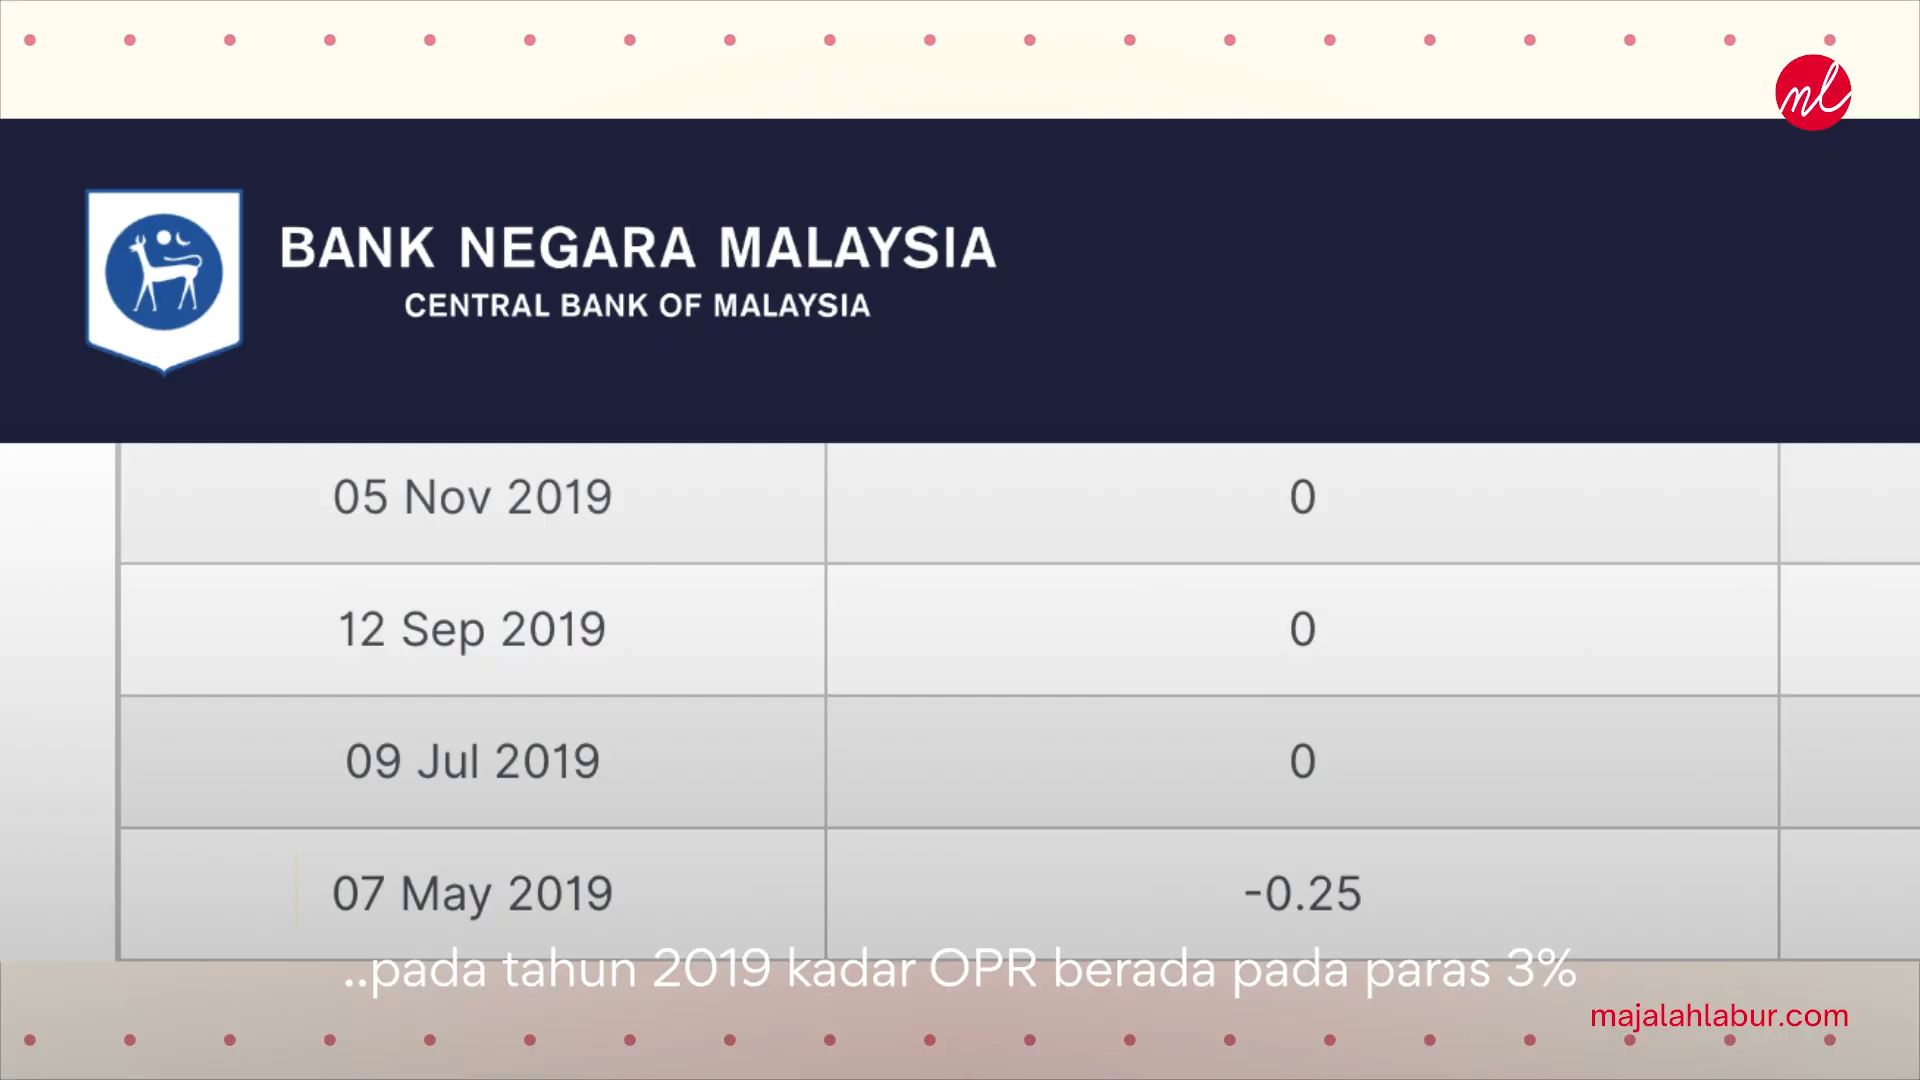 nl
BANK NEGARA MALAYSIA
CENTRAL BANK OF MALAYSIA
05 Nov 2019 0
12 Sep 2019 0
09 Jul 2019 0
07 May 2019 -0.25
..pada tahun 2019 kadar OPR berada pada paras 3%
majalahlabur.com